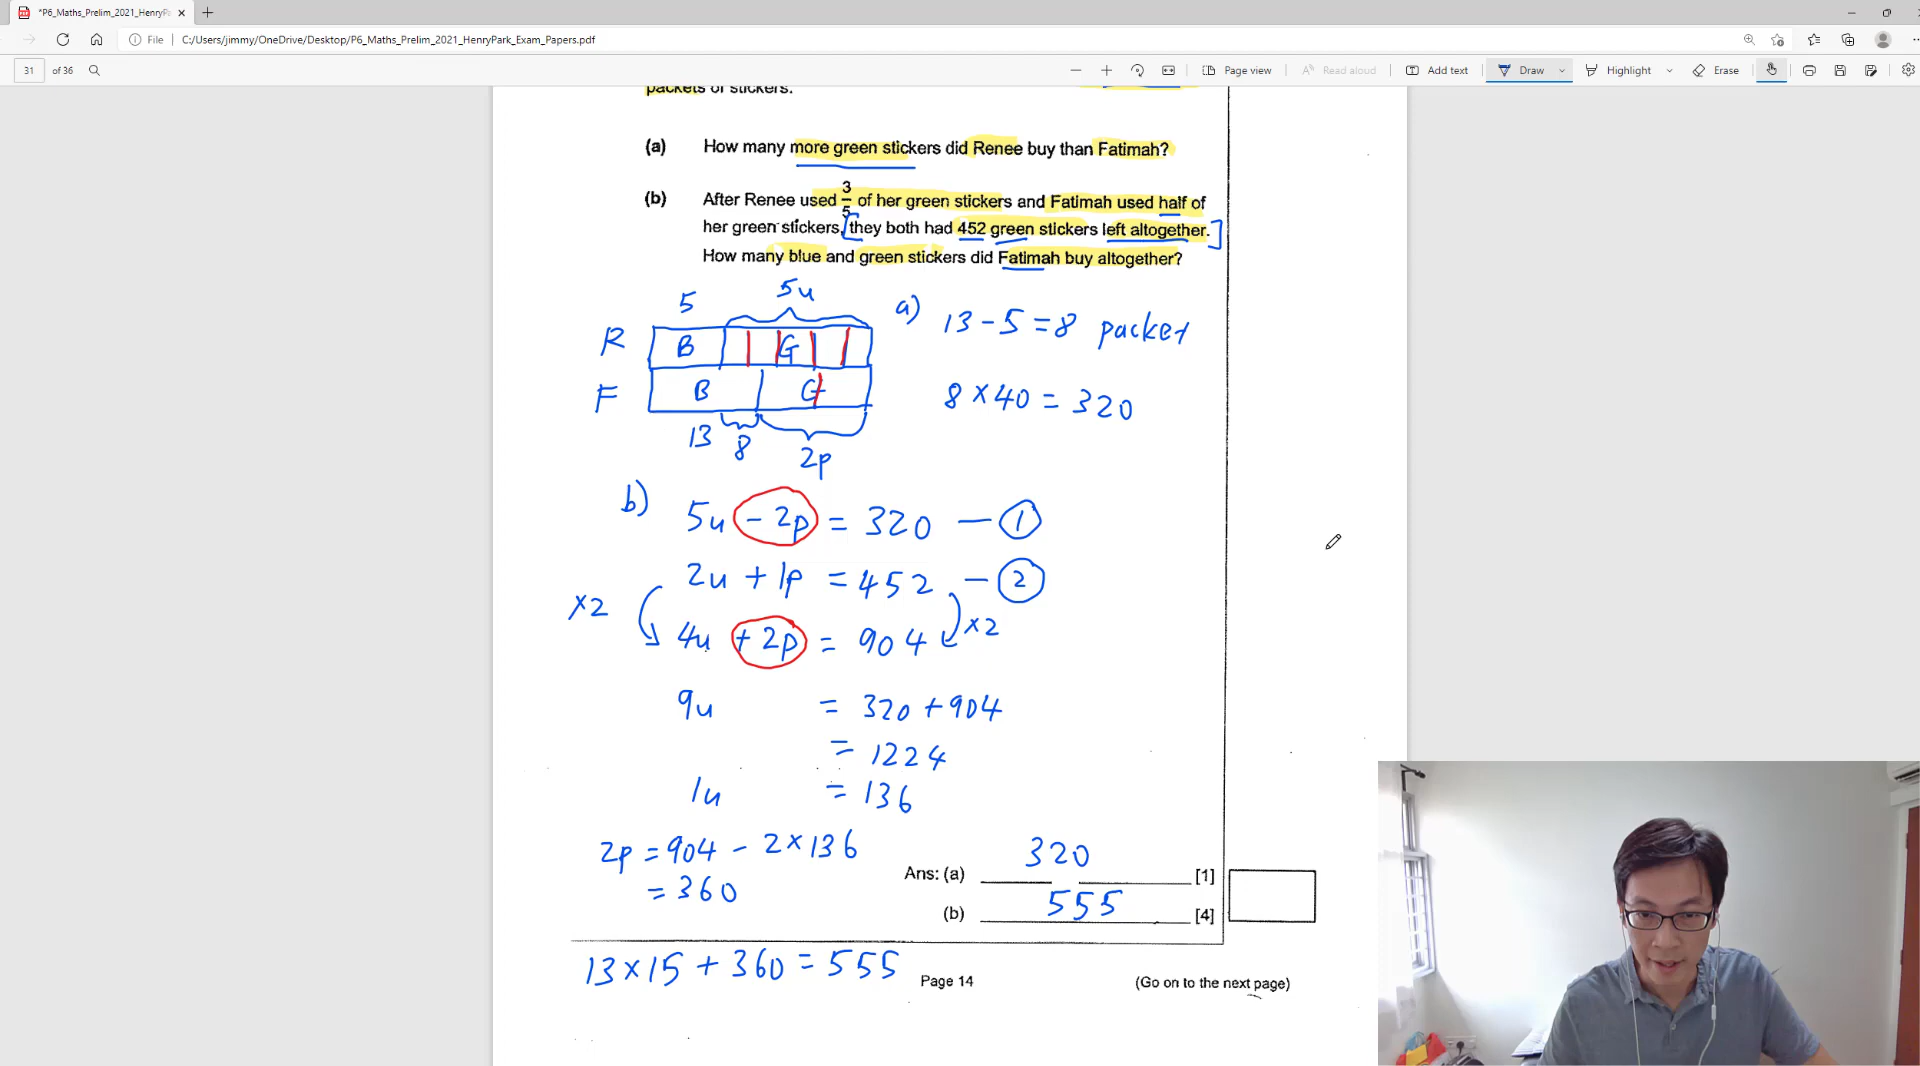 *P6_Maths_Prelim_2021_HenryPa
File C:/Users/jimmy/OneDrive/Desktop/P6_Maths_Prelim_2021_HenryPark_Exam_Papers.pdf
31 of 36 Page view Read aloud Add text Draw Highlight Erase
packets of stickers.
(a) How many more green stickers did Renee buy than Fatimah?
(b) After Renee used 3/5 of her green stickers and Fatimah used half of
her green stickers, they both had 452 green stickers left altogether.
How many blue and green stickers did Fatimah buy altogether?
5 5u
R B G
F B G
13 8 2p
a) 13 - 5 = 8 packet
8 × 40 = 320
b) 5u - 2p = 320 - 1
2u + 1p = 452 - 2
×2 ×2
4u + 2p = 904
9u = 320 + 904
= 1224
1u = 136
2p = 904 - 2 × 136
= 360
Ans: (a) 320 [1]
(b) 555 [4]
13 × 15 + 360 = 555
Page 14 (Go on to the next page)